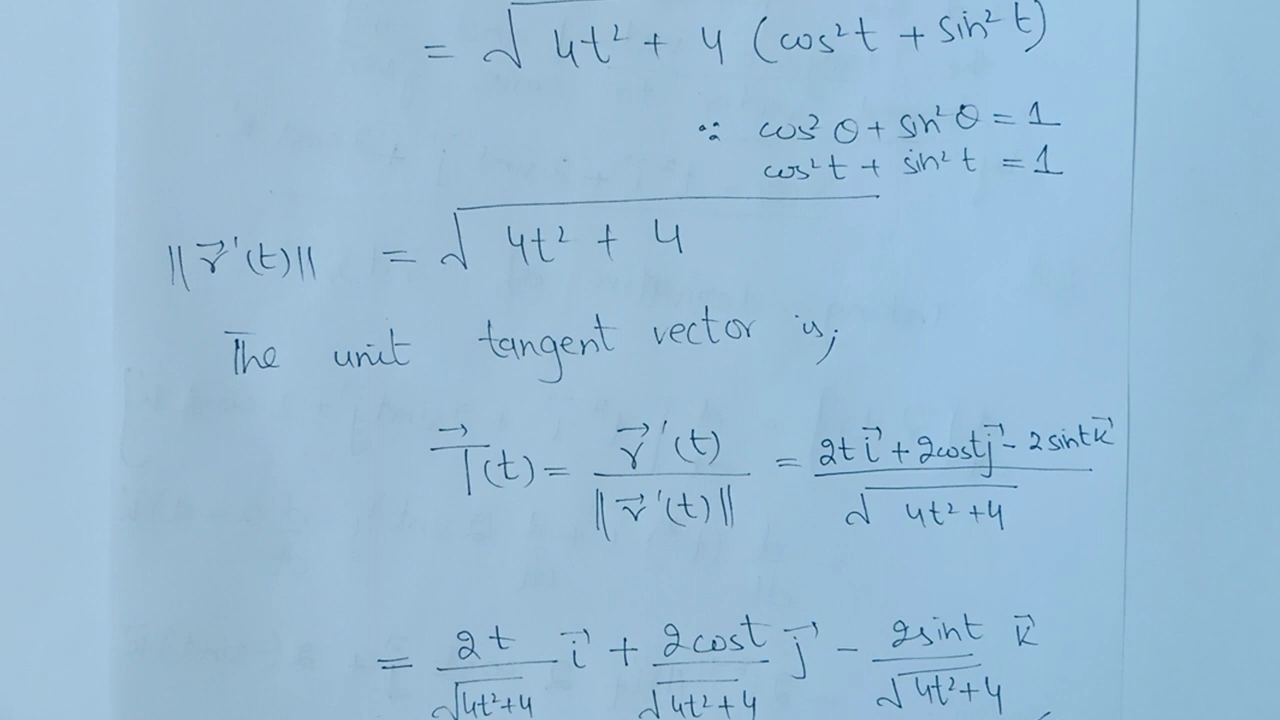 = √(4t² + 4 (cos²t + sin²t)
∵ cos²θ + sin²θ = 1
cos²t + sin²t = 1
||r⃗'(t)|| = √(4t² + 4)
The unit tangent vector is;
T⃗(t) = r⃗'(t) / ||r⃗'(t)|| = (2t i⃗ + 2cost j⃗ - 2sint k⃗) / √(4t²+4)
= 2t/√(4t²+4) i⃗ + 2cost/√(4t²+4) j⃗ - 2sint/√(4t²+4) k⃗